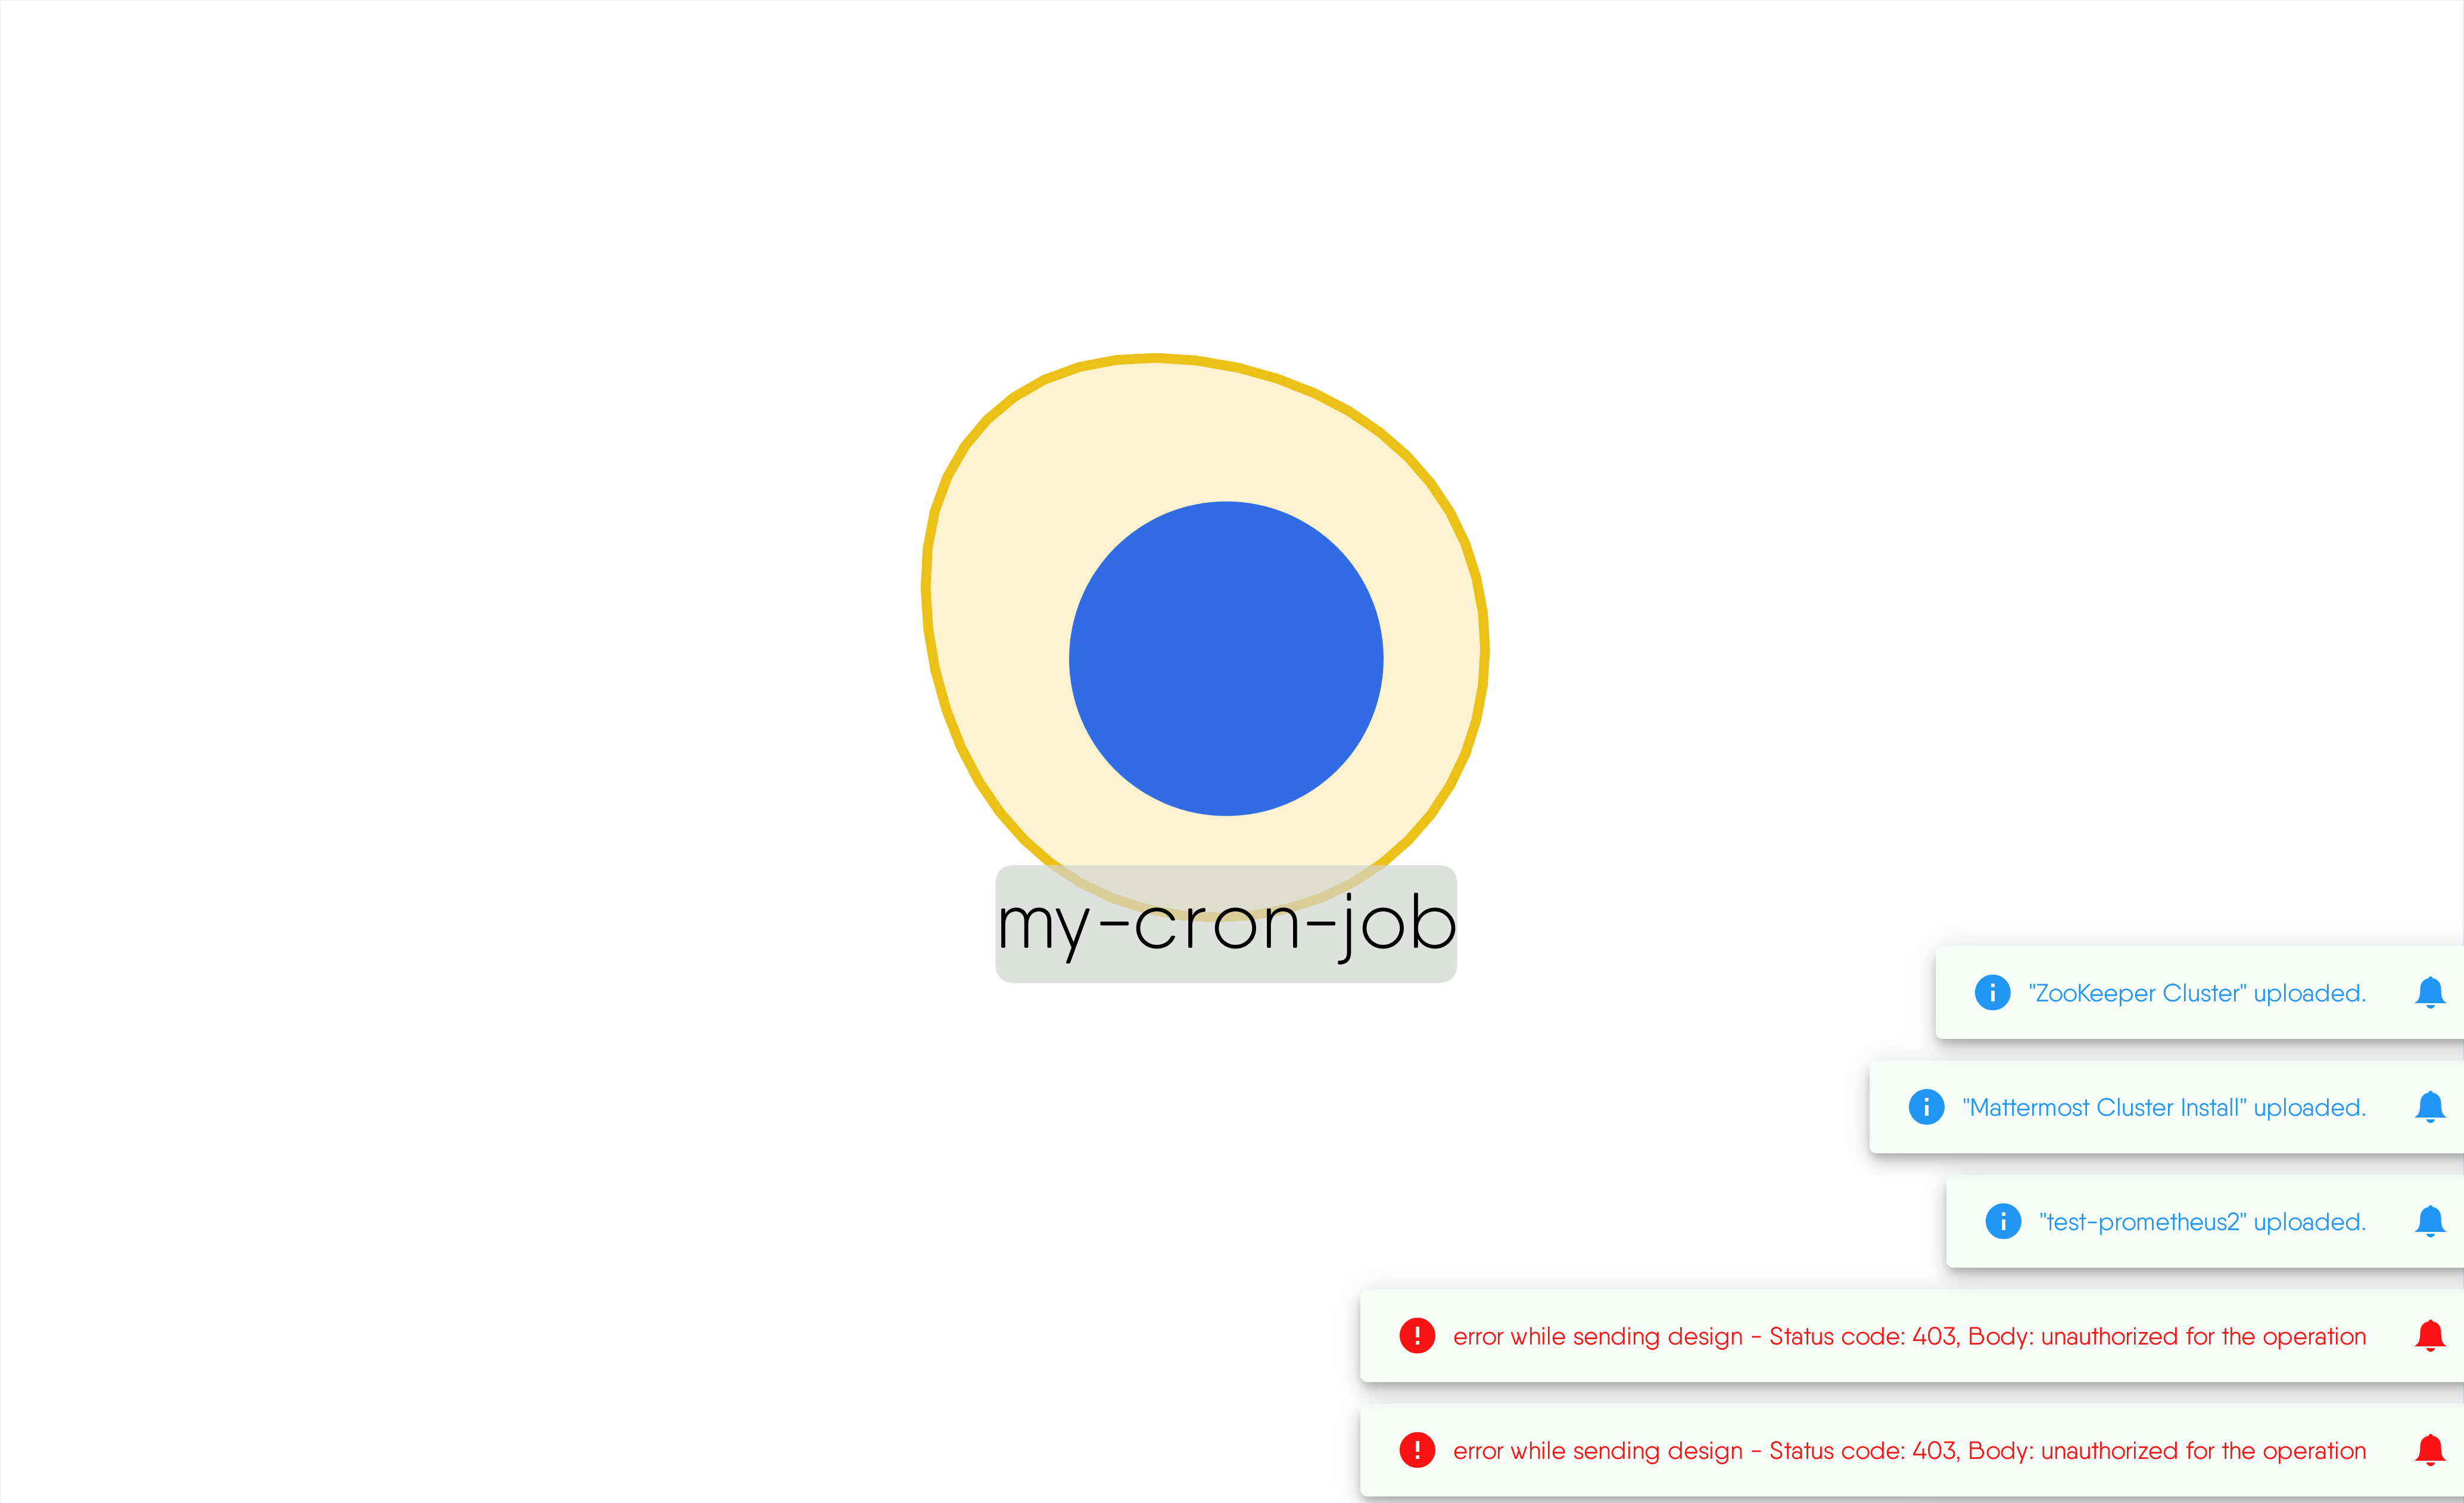 my-cron-job
"ZooKeeper Cluster" uploaded.
"Mattermost Cluster Install" uploaded.
"test-prometheus2" uploaded.
error while sending design - Status code: 403, Body: unauthorized for the operation
error while sending design - Status code: 403, Body: unauthorized for the operation